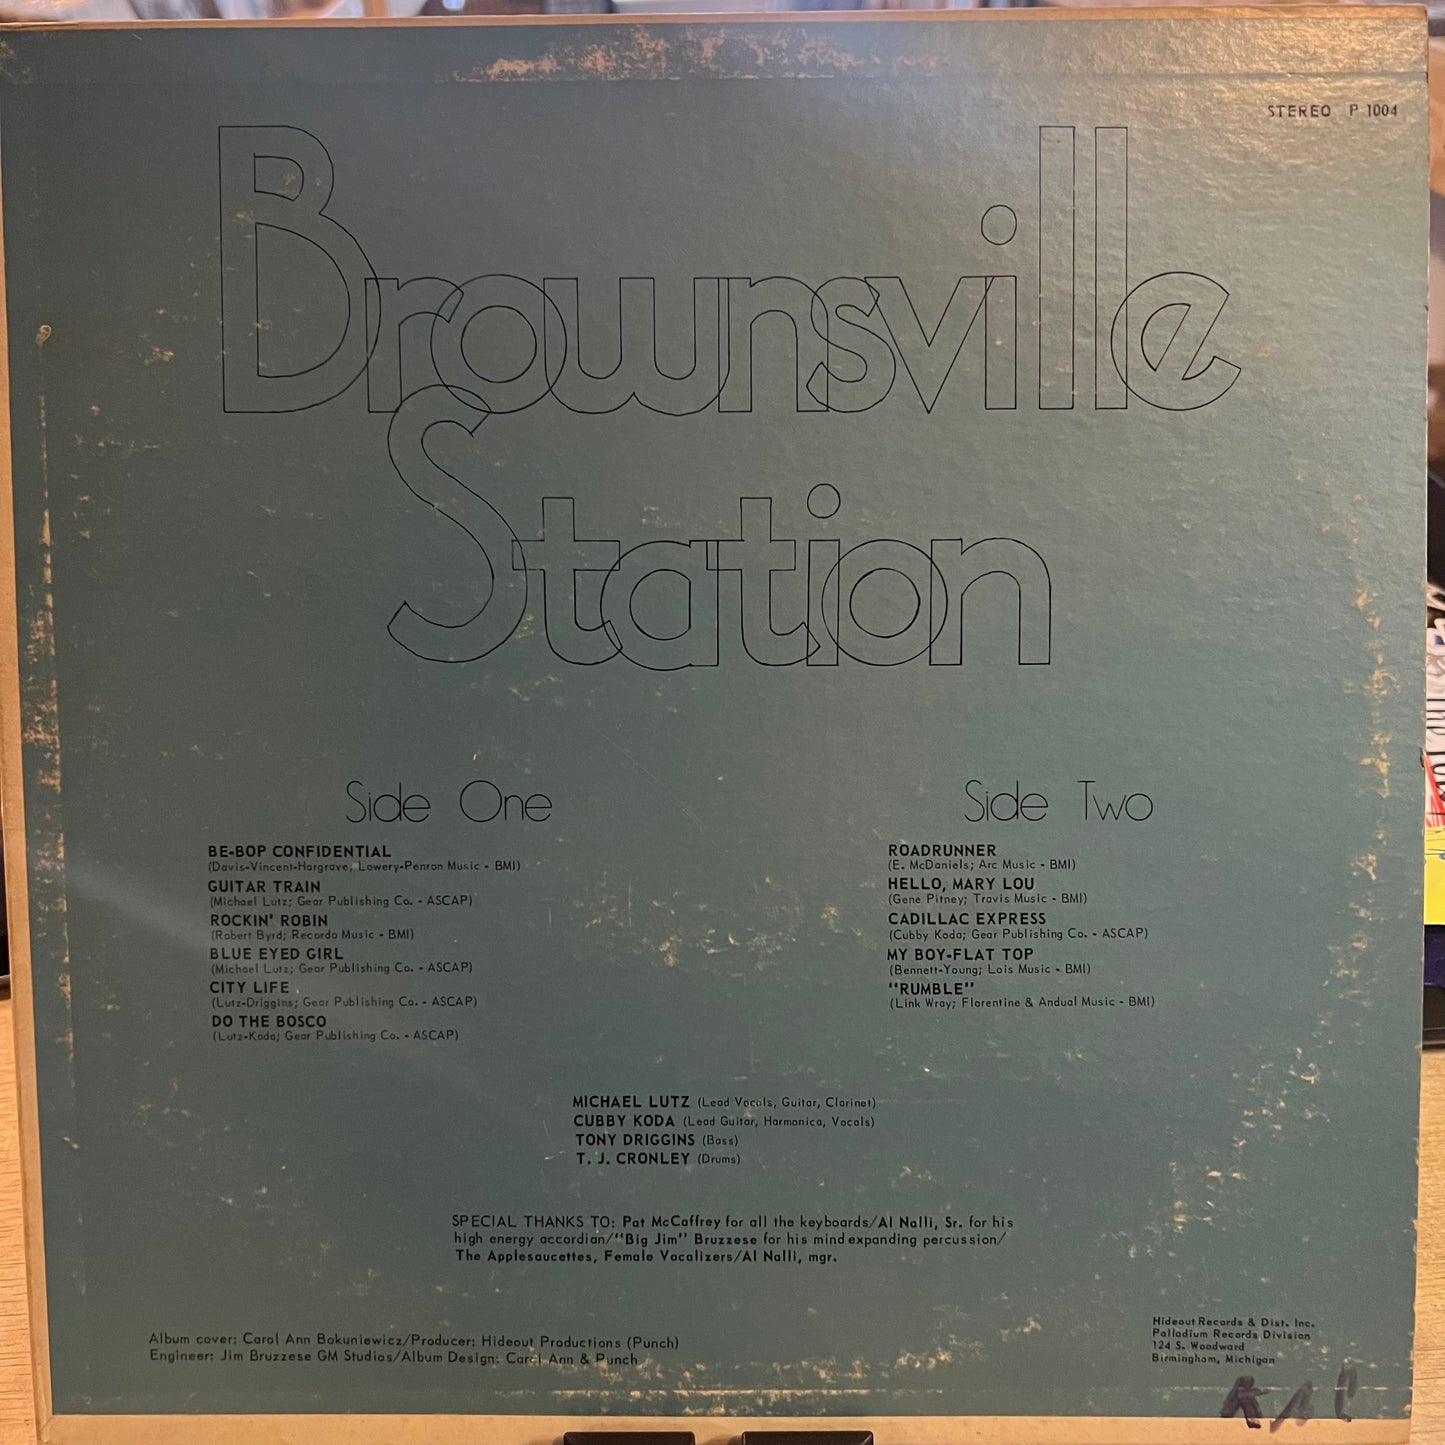 STEREO P 1004
Brownsville
Station
Side One
BE-BOP CONFIDENTIAL
(Davis-Vincent-Hargrave, Lowery-Penron Music - BMI)
GUITAR TRAIN
(Michael Lutz; Gear Publishing Co. - ASCAP)
ROCKIN' ROBIN
(Robert Byrd; Recordo Music - BMI)
BLUE EYED GIRL
(Michael Lutz; Gear Publishing Co. - ASCAP)
CITY LIFE
(Lutz-Driggins; Gear Publishing Co. - ASCAP)
DO THE BOSCO
(Lutz-Koda; Gear Publishing Co. - ASCAP)
Side Two
ROADRUNNER
(E. McDaniels; Arc Music - BMI)
HELLO, MARY LOU
(Gene Pitney; Travis Music - BMI)
CADILLAC EXPRESS
(Cubby Koda; Gear Publishing Co. - ASCAP)
MY BOY-FLAT TOP
(Bennett-Young; Lois Music - BMI)
"RUMBLE"
(Link Wray; Florentine & Andual Music - BMI)
MICHAEL LUTZ (Lead Vocals, Guitar, Clarinet)
CUBBY KODA (Lead Guitar, Harmonica, Vocals)
TONY DRIGGINS (Bass)
T. J. CRONLEY (Drums)
SPECIAL THANKS TO: Pat McCaffrey for all the keyboards/Al Nalli, Sr. for his
high energy accordian/"Big Jim" Bruzzese for his mind expanding percussion/
The Applesaucettes, Female Vocalizers/Al Nalli, mgr.
Album cover: Carol Ann Bokuniewicz/Producer: Hideout Productions (Punch)
Engineer: Jim Bruzzese GM Studios/Album Design: Carol Ann & Punch
Hideout Records & Dist. Inc.
Palladium Records Division
124 S. Woodward
Birmingham, Michigan